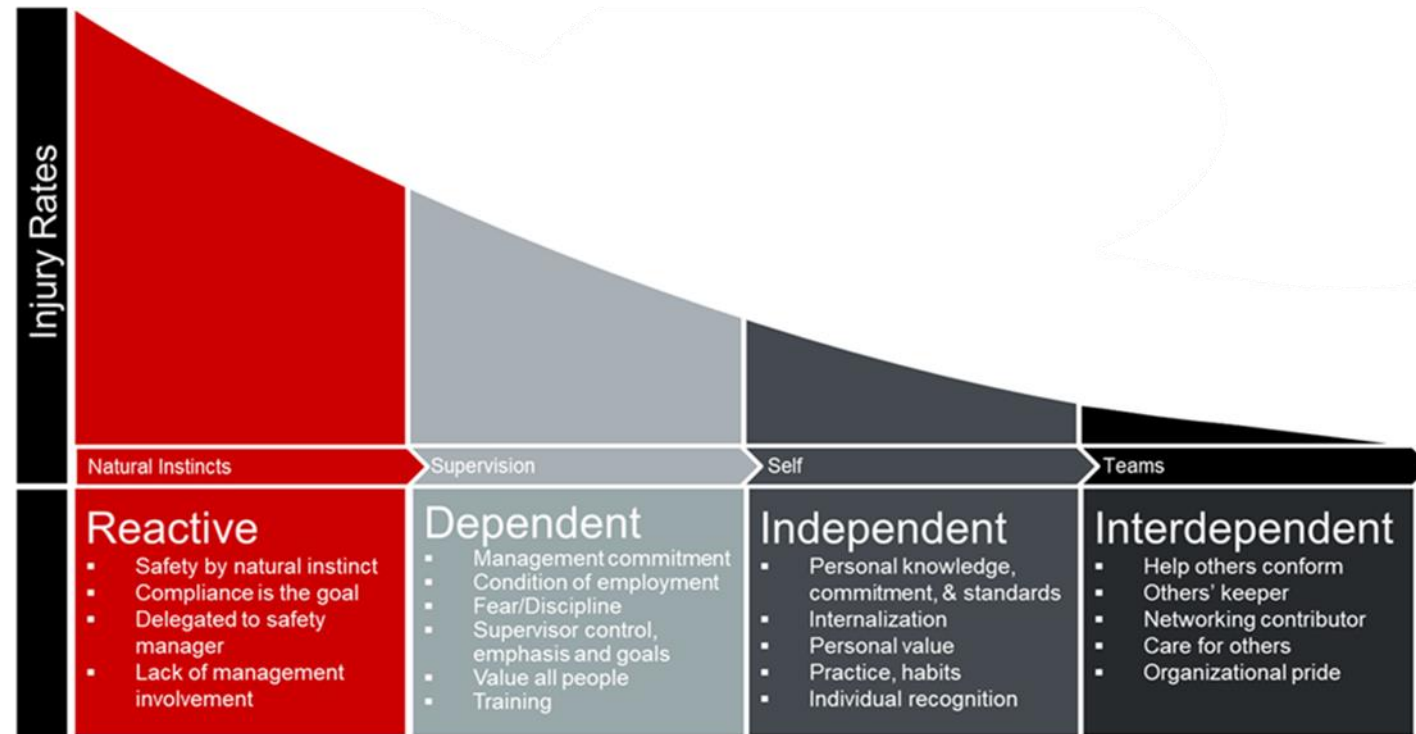 Injury Rates
Natural Instincts
Supervision
Self
Teams
Reactive
▪ Safety by natural instinct
▪ Compliance is the goal
▪ Delegated to safety
manager
▪ Lack of management
involvement
Dependent
▪ Management commitment
▪ Condition of employment
▪ Fear/Discipline
▪ Supervisor control,
emphasis and goals
▪ Value all people
▪ Training
Independent
▪ Personal knowledge,
commitment, & standards
▪ Internalization
▪ Personal value
▪ Practice, habits
▪ Individual recognition
Interdependent
▪ Help others conform
▪ Others’ keeper
▪ Networking contributor
▪ Care for others
▪ Organizational pride